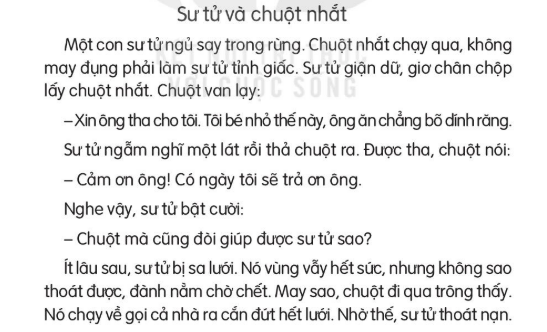 Sư tử và chuột nhắt
Một con sư tử ngủ say trong rừng. Chuột nhắt chạy qua, không
may đụng phải làm sư tử tỉnh giấc. Sư tử giận dữ, giơ chân chộp
lấy chuột nhắt. Chuột van lạy:
– Xin ông tha cho tôi. Tôi bé nhỏ thế này, ông ăn chẳng bõ dính răng.
Sư tử ngẫm nghĩ một lát rồi thả chuột ra. Được tha, chuột nói:
– Cảm ơn ông! Có ngày tôi sẽ trả ơn ông.
Nghe vậy, sư tử bật cười:
– Chuột mà cũng đòi giúp được sư tử sao?
Ít lâu sau, sư tử bị sa lưới. Nó vùng vẫy hết sức, nhưng không sao
thoát được, đành nằm chờ chết. May sao, chuột đi qua trông thấy.
Nó chạy về gọi cả nhà ra cắn đứt hết lưới. Nhờ thế, sư tử thoát nạn.
KẾT NỐI TRI THỨC
VỚI CUỘC SỐNG